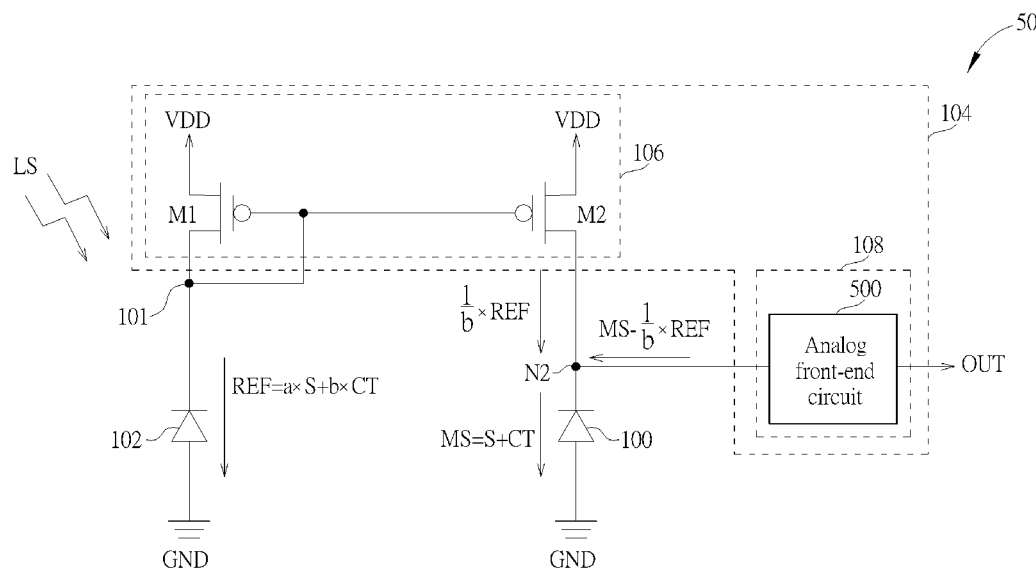 50
104
VDD
VDD
106
LS
M1
M2
108
101
500
1/b×REF
MS-1/b×REF
Analog
front-end
circuit
OUT
N2
REF=a×S+b×CT
102
MS=S+CT
100
GND
GND